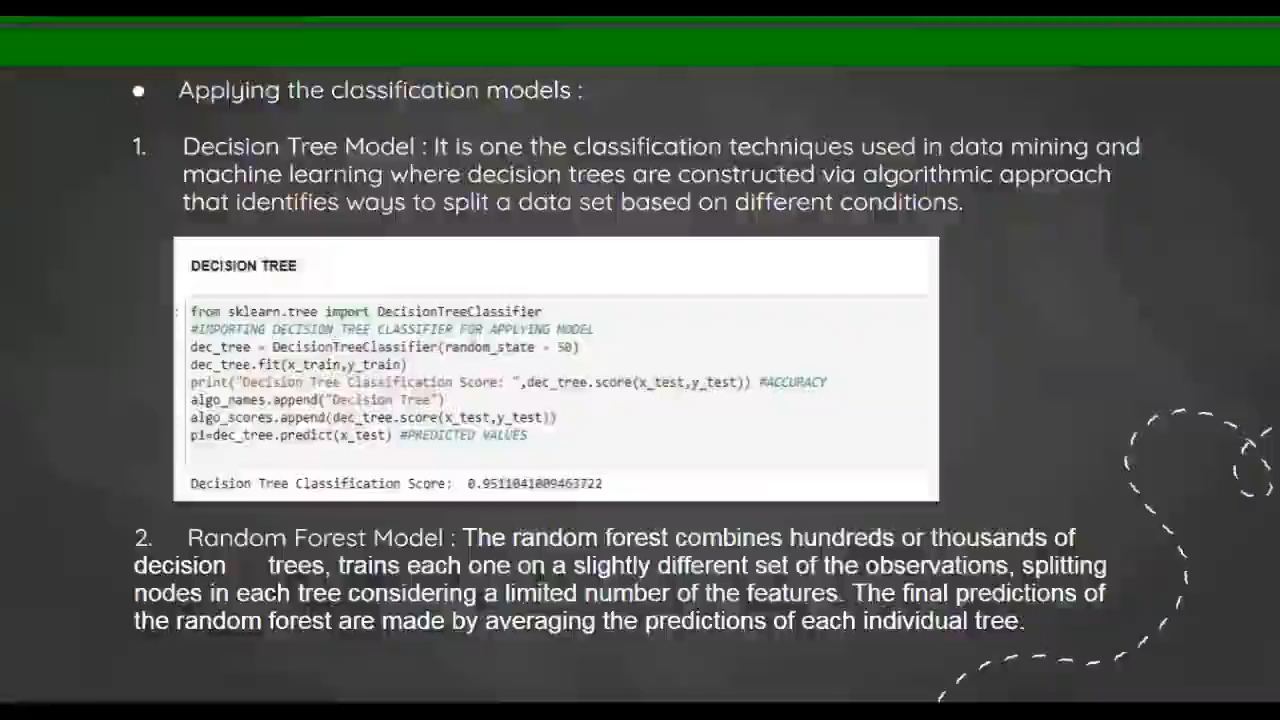 ● Applying the classification models :
1. Decision Tree Model : It is one the classification techniques used in data mining and
machine learning where decision trees are constructed via algorithmic approach
that identifies ways to split a data set based on different conditions.
DECISION TREE
from sklearn.tree import DecisionTreeClassifier
#IMPORTING DECISION TREE CLASSIFIER FOR APPLYING MODEL
dec_tree = DecisionTreeClassifier(random_state = 50)
dec_tree.fit(x_train,y_train)
print("Decision Tree Classification Score: ",dec_tree.score(x_test,y_test)) #ACCURACY
algo_names.append("Decision Tree")
algo_scores.append(dec_tree.score(x_test,y_test))
p1=dec_tree.predict(x_test) #PREDICTED VALUES
Decision Tree Classification Score: 0.9511041009463722
2. Random Forest Model : The random forest combines hundreds or thousands of
decision trees, trains each one on a slightly different set of the observations, splitting
nodes in each tree considering a limited number of the features. The final predictions of
the random forest are made by averaging the predictions of each individual tree.